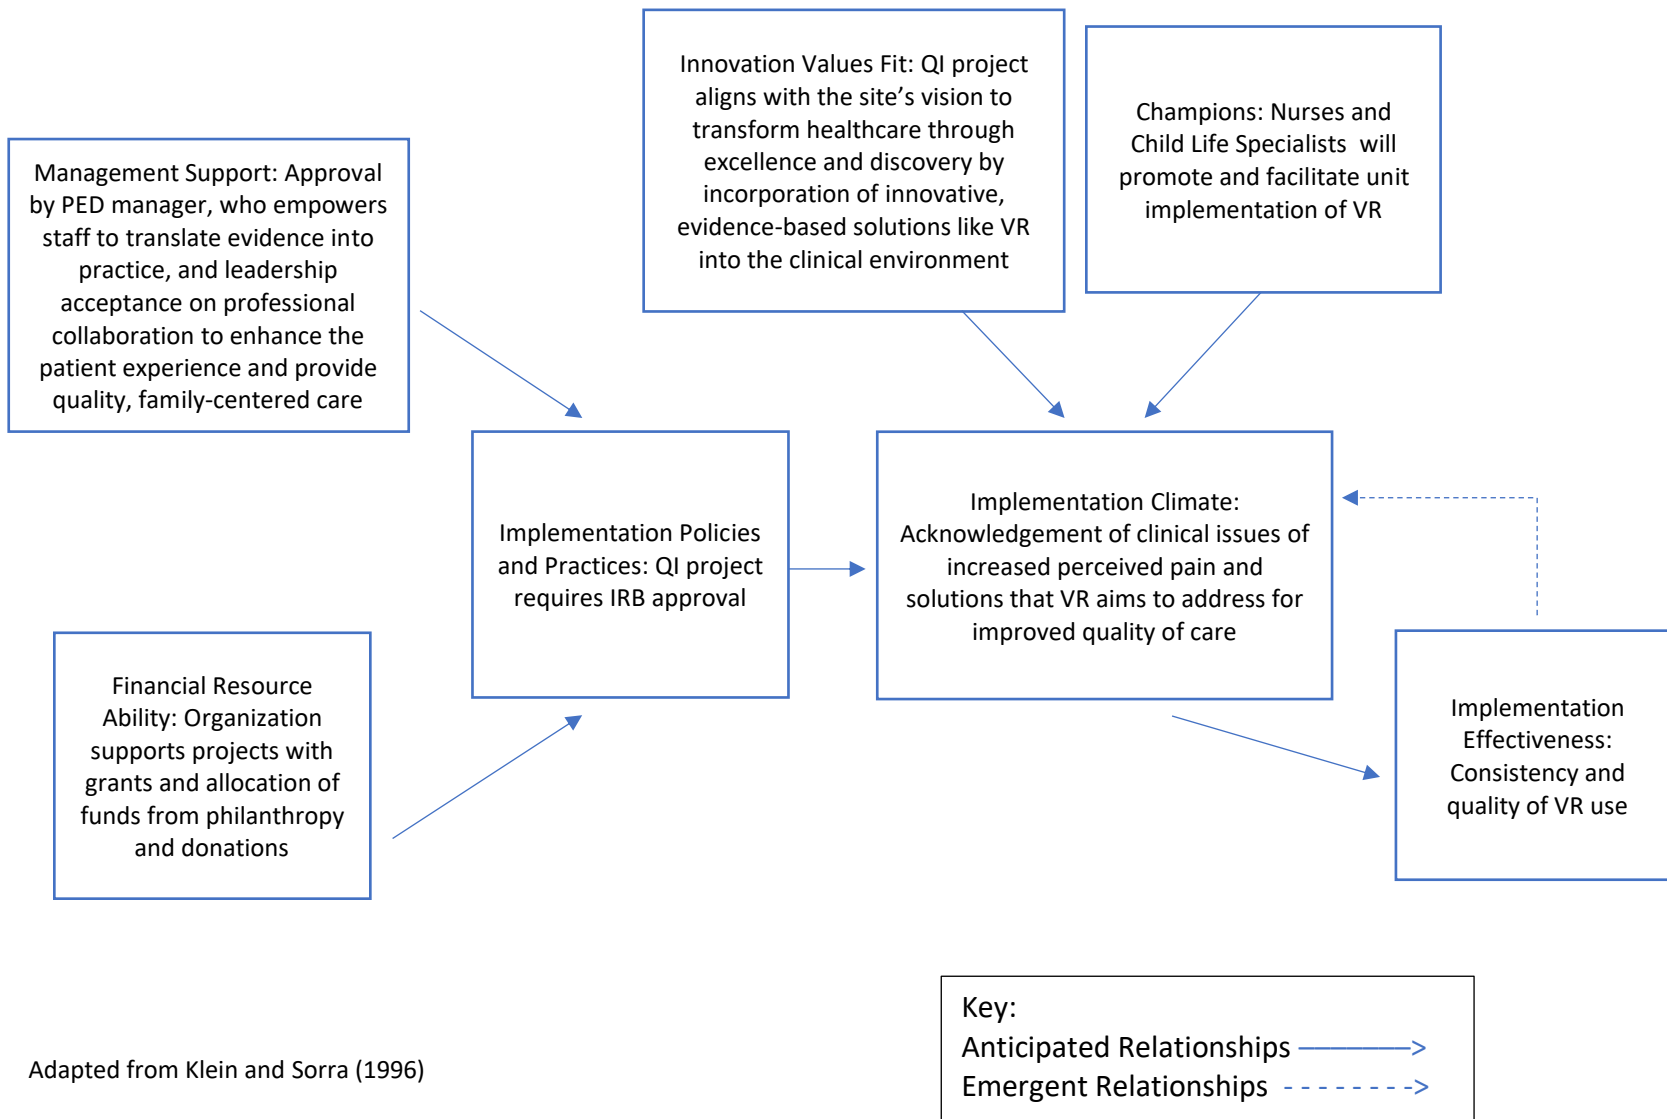 Management Support: Approval
by PED manager, who empowers
staff to translate evidence into
practice, and leadership
acceptance on professional
collaboration to enhance the
patient experience and provide
quality, family-centered care
Innovation Values Fit: QI project
aligns with the site’s vision to
transform healthcare through
excellence and discovery by
incorporation of innovative,
evidence-based solutions like VR
into the clinical environment
Champions: Nurses and
Child Life Specialists will
promote and facilitate unit
implementation of VR
Implementation Policies
and Practices: QI project
requires IRB approval
Implementation Climate:
Acknowledgement of clinical issues of
increased perceived pain and
solutions that VR aims to address for
improved quality of care
Financial Resource
Ability: Organization
supports projects with
grants and allocation of
funds from philanthropy
and donations
Implementation
Effectiveness:
Consistency and
quality of VR use
Key:
Anticipated Relationships
Emergent Relationships
Adapted from Klein and Sorra (1996)